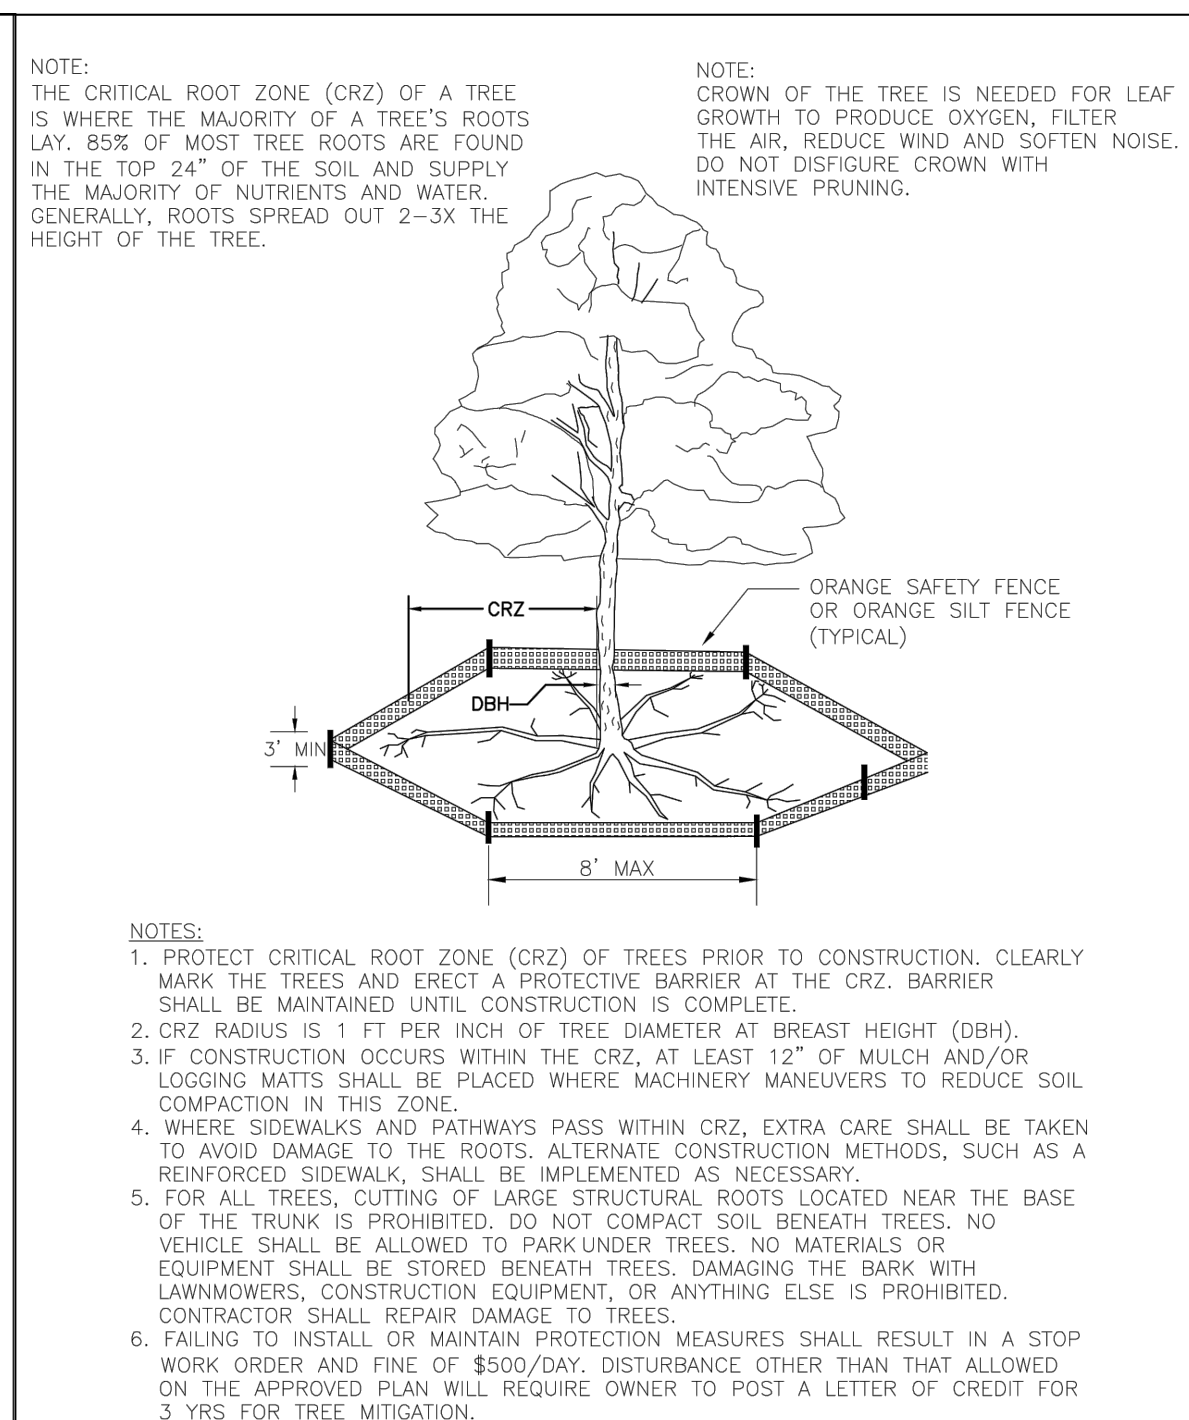 NOTE:
THE CRITICAL ROOT ZONE (CRZ) OF A TREE
IS WHERE THE MAJORITY OF A TREE'S ROOTS
LAY. 85% OF MOST TREE ROOTS ARE FOUND
IN THE TOP 24" OF THE SOIL AND SUPPLY
THE MAJORITY OF NUTRIENTS AND WATER.
GENERALLY, ROOTS SPREAD OUT 2–3X THE
HEIGHT OF THE TREE.
NOTE:
CROWN OF THE TREE IS NEEDED FOR LEAF
GROWTH TO PRODUCE OXYGEN, FILTER
THE AIR, REDUCE WIND AND SOFTEN NOISE.
DO NOT DISFIGURE CROWN WITH
INTENSIVE PRUNING.
ORANGE SAFETY FENCE
OR ORANGE SILT FENCE
(TYPICAL)
CRZ
DBH
3' MIN
8' MAX
NOTES:
1. PROTECT CRITICAL ROOT ZONE (CRZ) OF TREES PRIOR TO CONSTRUCTION. CLEARLY
MARK THE TREES AND ERECT A PROTECTIVE BARRIER AT THE CRZ. BARRIER
SHALL BE MAINTAINED UNTIL CONSTRUCTION IS COMPLETE.
2. CRZ RADIUS IS 1 FT PER INCH OF TREE DIAMETER AT BREAST HEIGHT (DBH).
3. IF CONSTRUCTION OCCURS WITHIN THE CRZ, AT LEAST 12" OF MULCH AND/OR
LOGGING MATTS SHALL BE PLACED WHERE MACHINERY MANEUVERS TO REDUCE SOIL
COMPACTION IN THIS ZONE.
4. WHERE SIDEWALKS AND PATHWAYS PASS WITHIN CRZ, EXTRA CARE SHALL BE TAKEN
TO AVOID DAMAGE TO THE ROOTS. ALTERNATE CONSTRUCTION METHODS, SUCH AS A
REINFORCED SIDEWALK, SHALL BE IMPLEMENTED AS NECESSARY.
5. FOR ALL TREES, CUTTING OF LARGE STRUCTURAL ROOTS LOCATED NEAR THE BASE
OF THE TRUNK IS PROHIBITED. DO NOT COMPACT SOIL BENEATH TREES. NO
VEHICLE SHALL BE ALLOWED TO PARK UNDER TREES. NO MATERIALS OR
EQUIPMENT SHALL BE STORED BENEATH TREES. DAMAGING THE BARK WITH
LAWNMOWERS, CONSTRUCTION EQUIPMENT, OR ANYTHING ELSE IS PROHIBITED.
CONTRACTOR SHALL REPAIR DAMAGE TO TREES.
6. FAILING TO INSTALL OR MAINTAIN PROTECTION MEASURES SHALL RESULT IN A STOP
WORK ORDER AND FINE OF $500/DAY. DISTURBANCE OTHER THAN THAT ALLOWED
ON THE APPROVED PLAN WILL REQUIRE OWNER TO POST A LETTER OF CREDIT FOR
3 YRS FOR TREE MITIGATION.